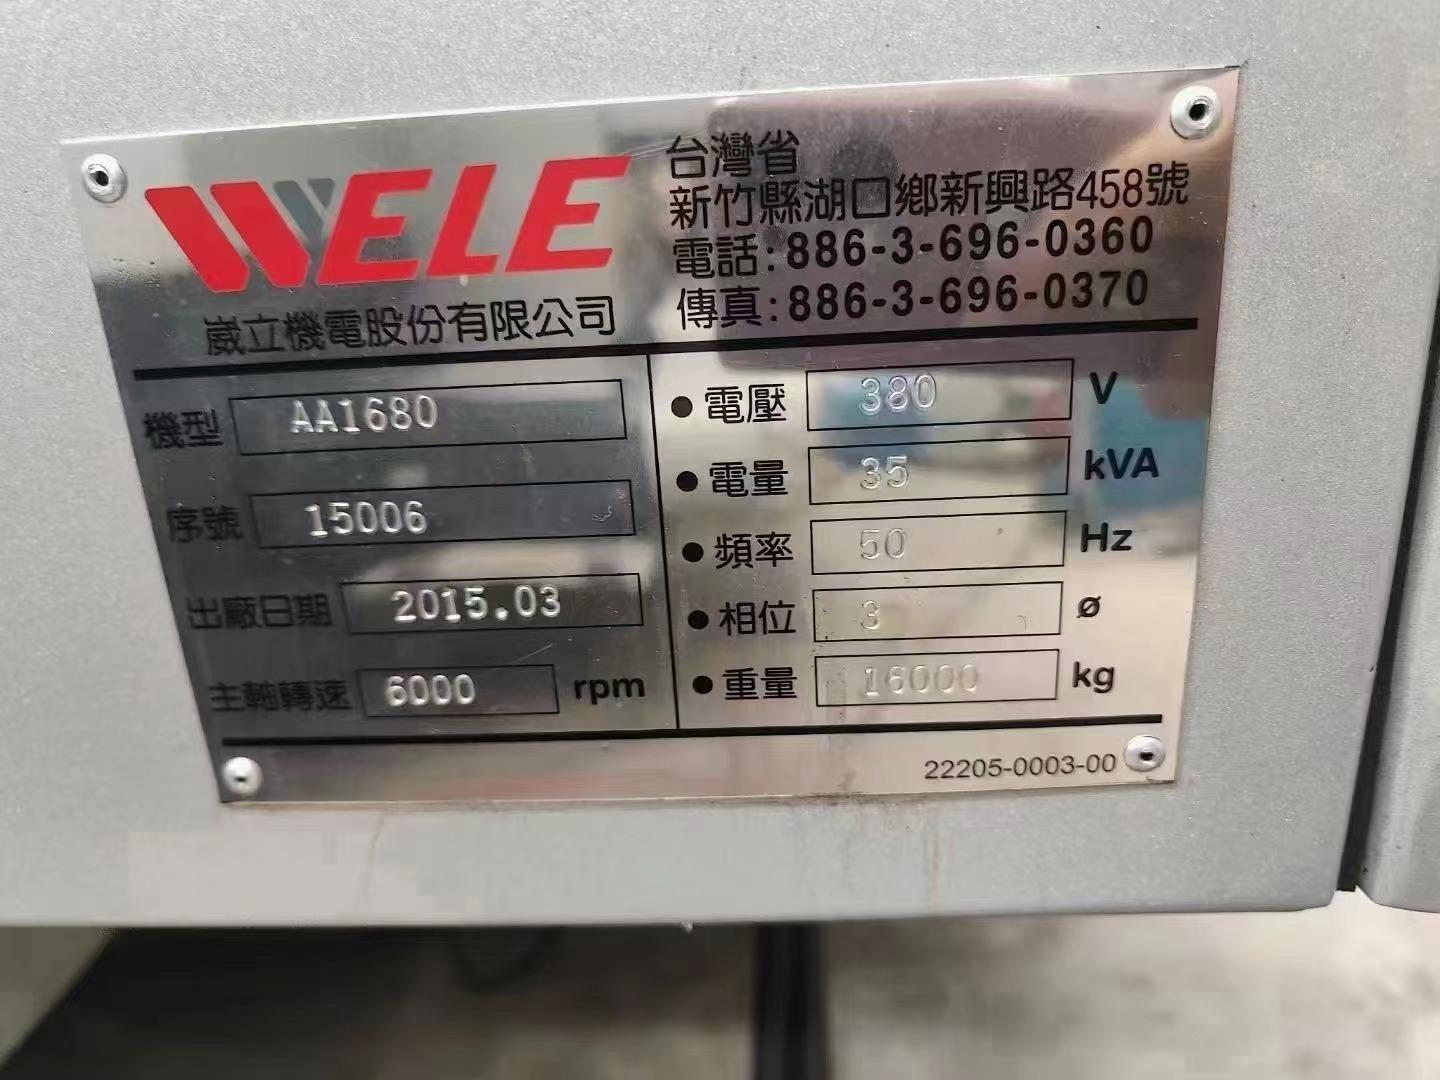 WELE
崴立機電股份有限公司
台灣省
新竹縣湖口鄉新興路458號
電話:886-3-696-0360
傳真:886-3-696-0370
機型 AA1680
序號 15006
出廠日期 2015.03
主軸轉速 6000 rpm
●電壓 380 V
●電量 35 kVA
●頻率 50 Hz
●相位 3 ø
●重量 16000 kg
22205-0003-00